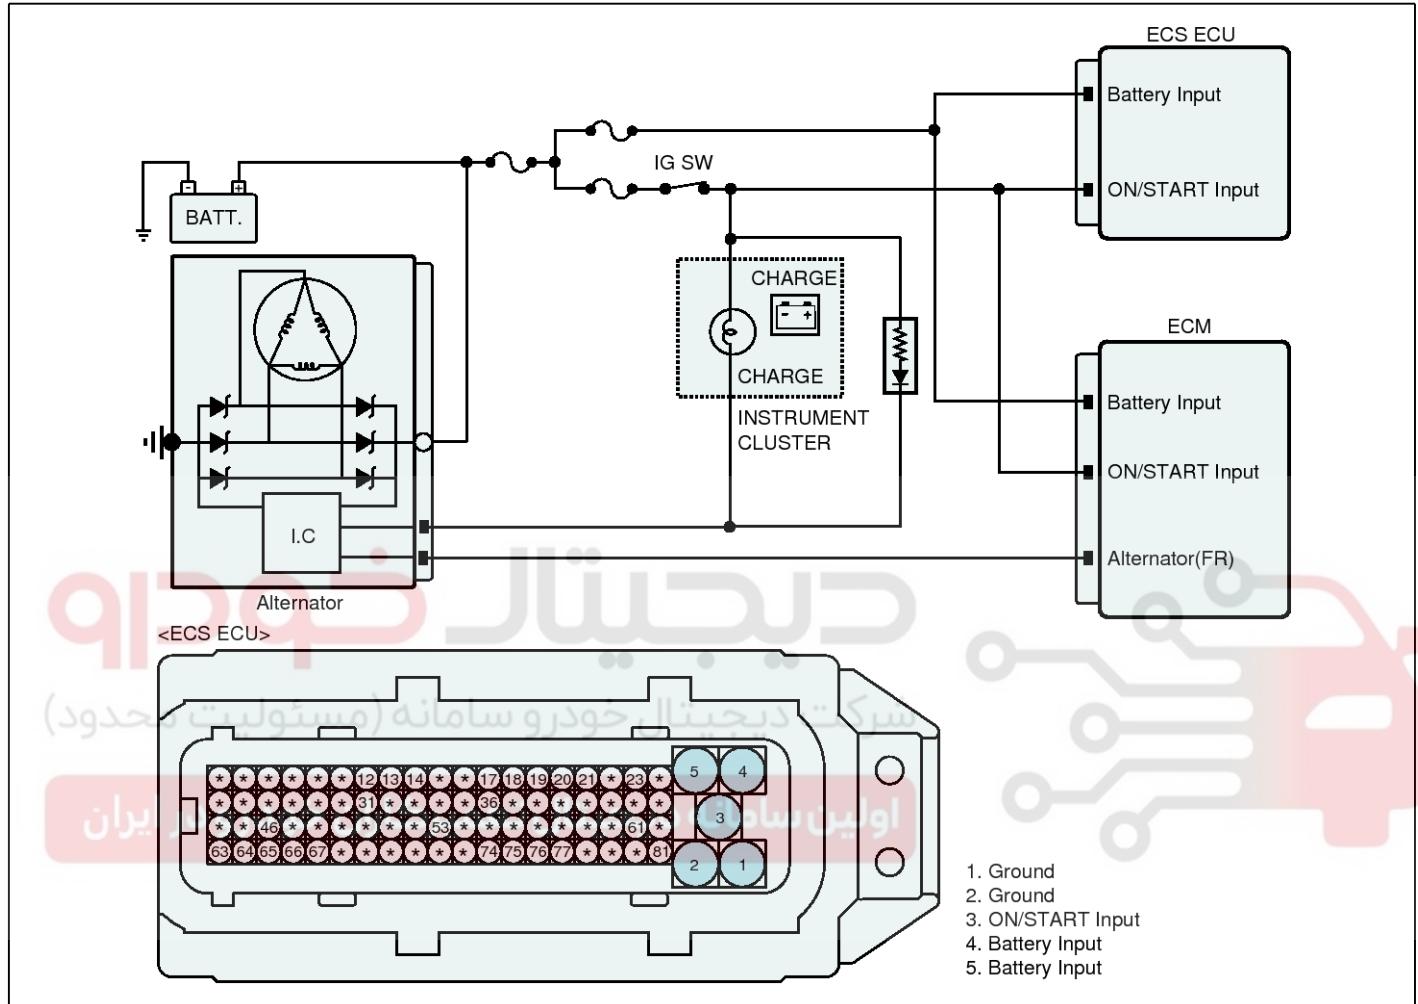 ECS ECU
Battery Input
IG SW
ON/START Input
- +
BATT.
CHARGE
- +
CHARGE
INSTRUMENT
CLUSTER
ECM
Battery Input
ON/START Input
I.C
Alternator(FR)
Alternator
<ECS ECU>
دیجیتال خودرو
شرکت دیجیتال خودرو سامانه (مسئولیت محدود)
اولین سامانه
در ایران
* * * * * * 12 13 14 * * 17 18 19 20 21 * 23 *
* * * * * * 31 * * * * 36 * * * * * * *
* * 46 * * * * * * 53 * * * * * * * 61 *
63 64 65 66 67 * * * * * * 74 75 76 77 * * * 81
5 4
3
2 1
1. Ground
2. Ground
3. ON/START Input
4. Battery Input
5. Battery Input